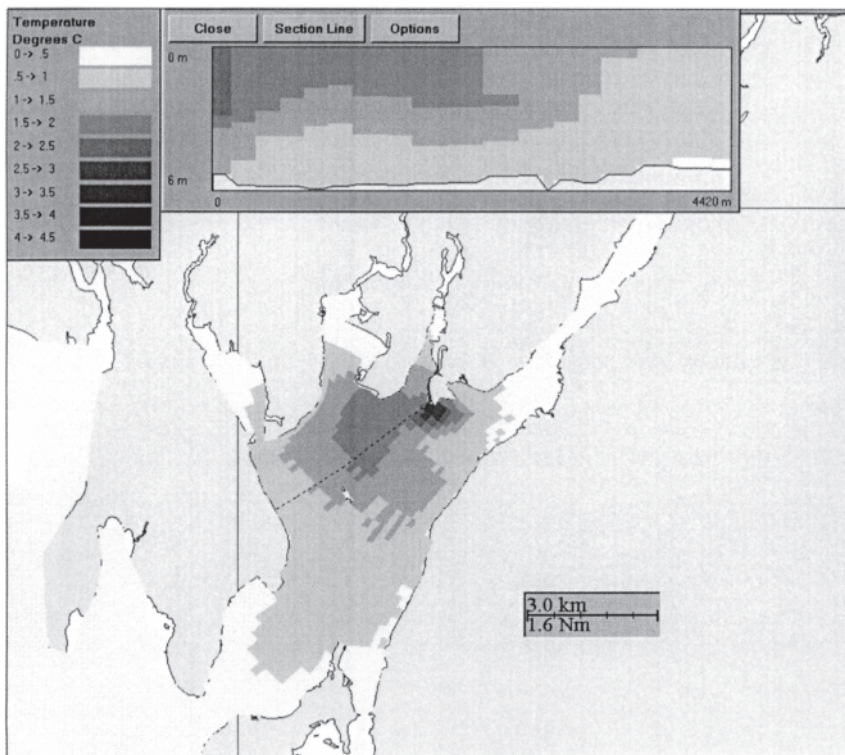 Temperature
Degrees C
0-> .5
.5-> 1
1-> 1.5
1.5-> 2
2-> 2.5
2.5-> 3
3-> 3.5
3.5-> 4
4-> 4.5
Close
Section Line
Options
0 m
6 m
0
4420 m
3.0 km
1.6 Nm